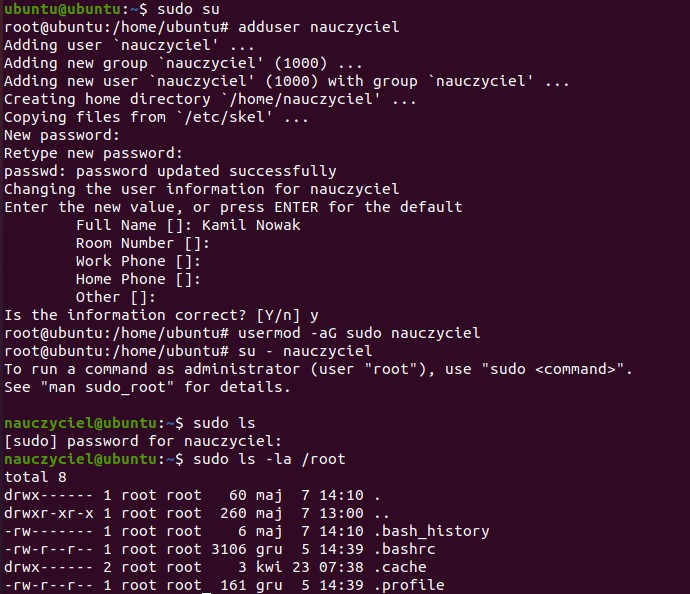 ubuntu@ubuntu:~$ sudo su
root@ubuntu:/home/ubuntu# adduser nauczyciel
Adding user `nauczyciel' ...
Adding new group `nauczyciel' (1000) ...
Adding new user `nauczyciel' (1000) with group `nauczyciel' ...
Creating home directory `/home/nauczyciel' ...
Copying files from `/etc/skel' ...
New password:
Retype new password:
passwd: password updated successfully
Changing the user information for nauczyciel
Enter the new value, or press ENTER for the default
        Full Name []: Kamil Nowak
        Room Number []:
        Work Phone []:
        Home Phone []:
        Other []:
Is the information correct? [Y/n] y
root@ubuntu:/home/ubuntu# usermod -aG sudo nauczyciel
root@ubuntu:/home/ubuntu# su - nauczyciel
To run a command as administrator (user "root"), use "sudo <command>".
See "man sudo_root" for details.

nauczyciel@ubuntu:~$ sudo ls
[sudo] password for nauczyciel:
nauczyciel@ubuntu:~$ sudo ls -la /root
total 8
drwx------ 1 root root   60 maj  7 14:10 .
drwxr-xr-x 1 root root  260 maj  7 13:00 ..
-rw------- 1 root root    6 maj  7 14:10 .bash_history
-rw-r--r-- 1 root root 3106 gru  5 14:39 .bashrc
drwx------ 2 root root    3 kwi 23 07:38 .cache
-rw-r--r-- 1 root root  161 gru  5 14:39 .profile